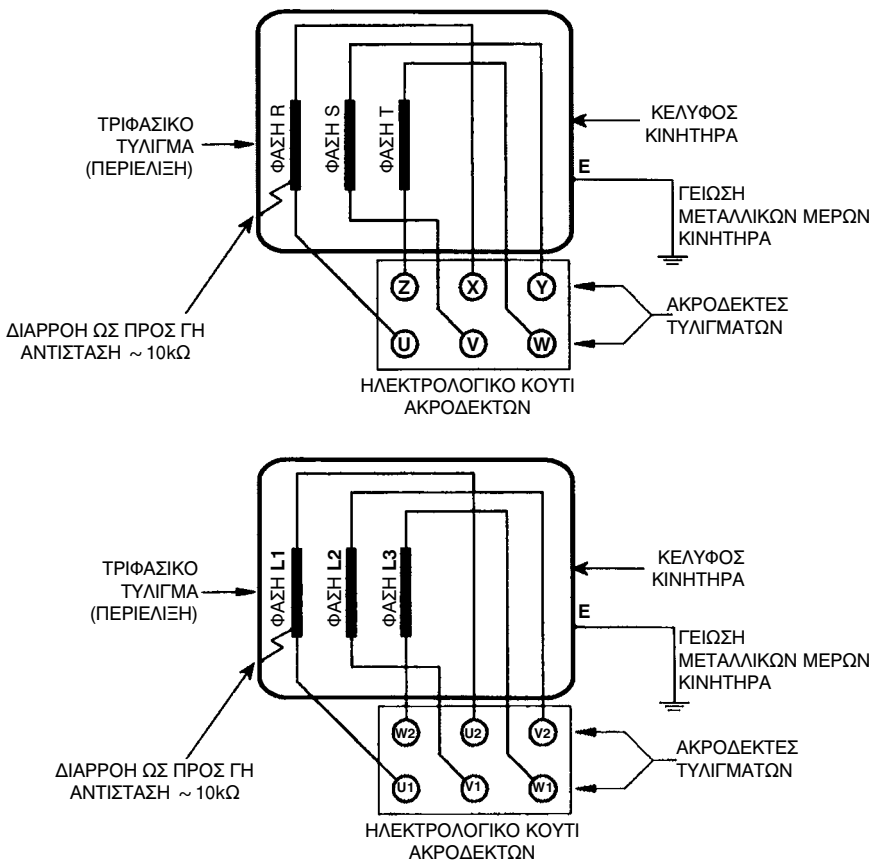 ΤΡΙΦΑΣΙΚΟ
ΤΥΛΙΓΜΑ
(ΠΕΡΙΕΛΙΞΗ)
ΦΑΣΗ R
ΦΑΣΗ S
ΦΑΣΗ T
ΚΕΛΥΦΟΣ
ΚΙΝΗΤΗΡΑ
E
ΓΕΙΩΣΗ
ΜΕΤΑΛΛΙΚΩΝ ΜΕΡΩΝ
ΚΙΝΗΤΗΡΑ
Z X Y
U V W
ΑΚΡΟΔΕΚΤΕΣ
ΤΥΛΙΓΜΑΤΩΝ
ΔΙΑΡΡΟΗ ΩΣ ΠΡΟΣ ΓΗ
ΑΝΤΙΣΤΑΣΗ ~ 10kΩ
ΗΛΕΚΤΡΟΛΟΓΙΚΟ ΚΟΥΤΙ
ΑΚΡΟΔΕΚΤΩΝ
ΤΡΙΦΑΣΙΚΟ
ΤΥΛΙΓΜΑ
(ΠΕΡΙΕΛΙΞΗ)
ΦΑΣΗ L1
ΦΑΣΗ L2
ΦΑΣΗ L3
ΚΕΛΥΦΟΣ
ΚΙΝΗΤΗΡΑ
E
ΓΕΙΩΣΗ
ΜΕΤΑΛΛΙΚΩΝ ΜΕΡΩΝ
ΚΙΝΗΤΗΡΑ
W2 U2 V2
U1 V1 W1
ΑΚΡΟΔΕΚΤΕΣ
ΤΥΛΙΓΜΑΤΩΝ
ΔΙΑΡΡΟΗ ΩΣ ΠΡΟΣ ΓΗ
ΑΝΤΙΣΤΑΣΗ ~ 10kΩ
ΗΛΕΚΤΡΟΛΟΓΙΚΟ ΚΟΥΤΙ
ΑΚΡΟΔΕΚΤΩΝ